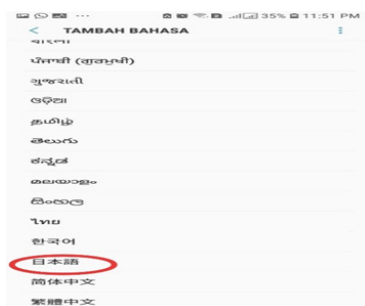 ... 35% 11:51 PM
< TAMBAH BAHASA
বাংলা
ਪੰਜਾਬੀ (ਗੁਰਮੁਖੀ)
ગુજરાતી
ଓଡ଼ିଆ
தமிழ்
తెలుగు
ಕನ್ನಡ
മലയാളം
සිංහල
ไทย
한국어
日本語
简体中文
繁體中文